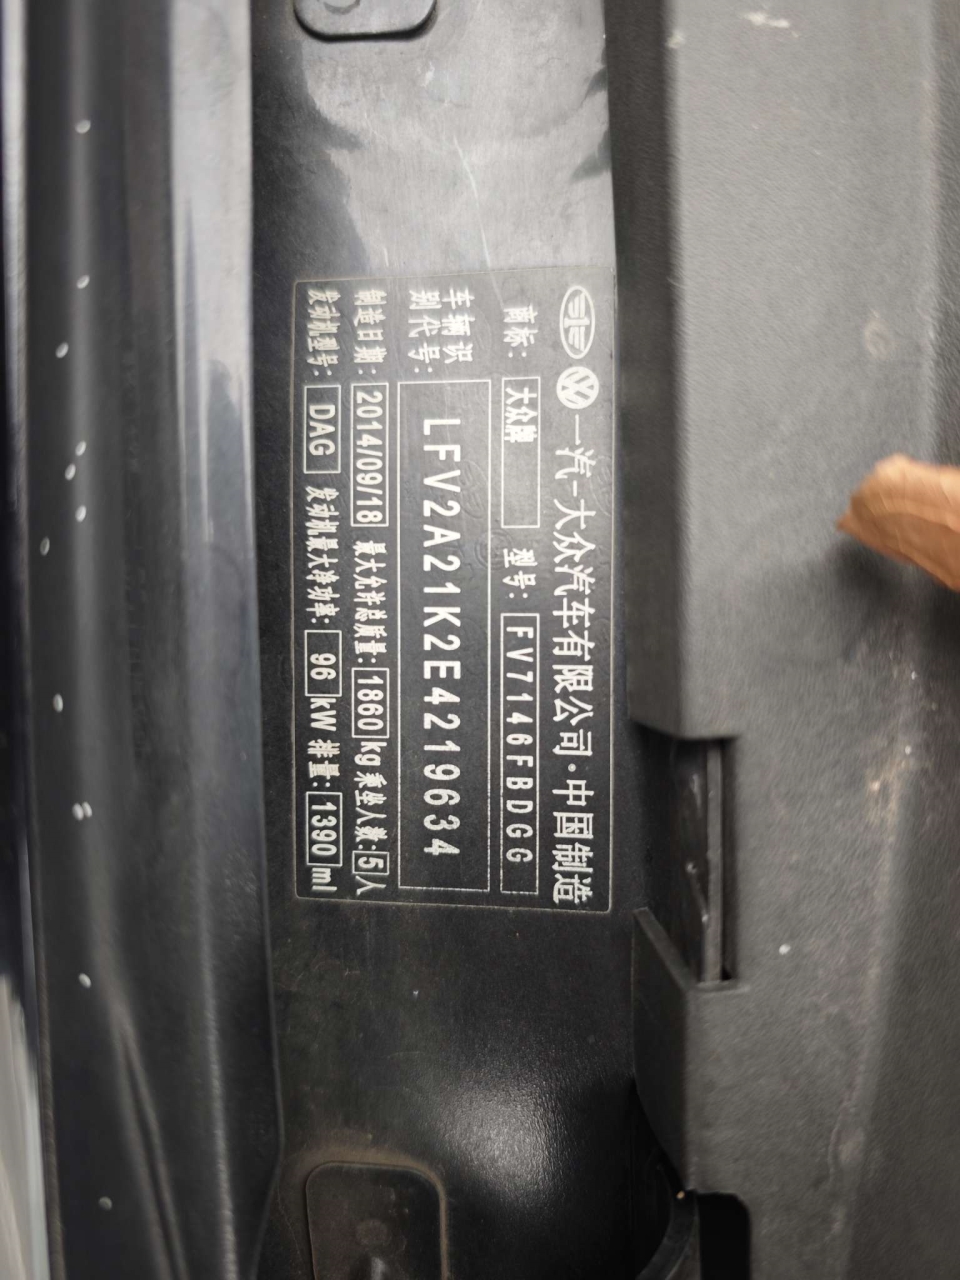 一汽-大众汽车有限公司·中国制造
商标: 大众牌 型号: FV7146FBDGG
车辆识别代号: LFV2A21K2E4219634
制造日期: 2014/09/18 最大允许总质量: 1860 kg 乘坐人数: 5 人
发动机型号: DAG 发动机最大净功率: 96 kW 排量: 1390 ml